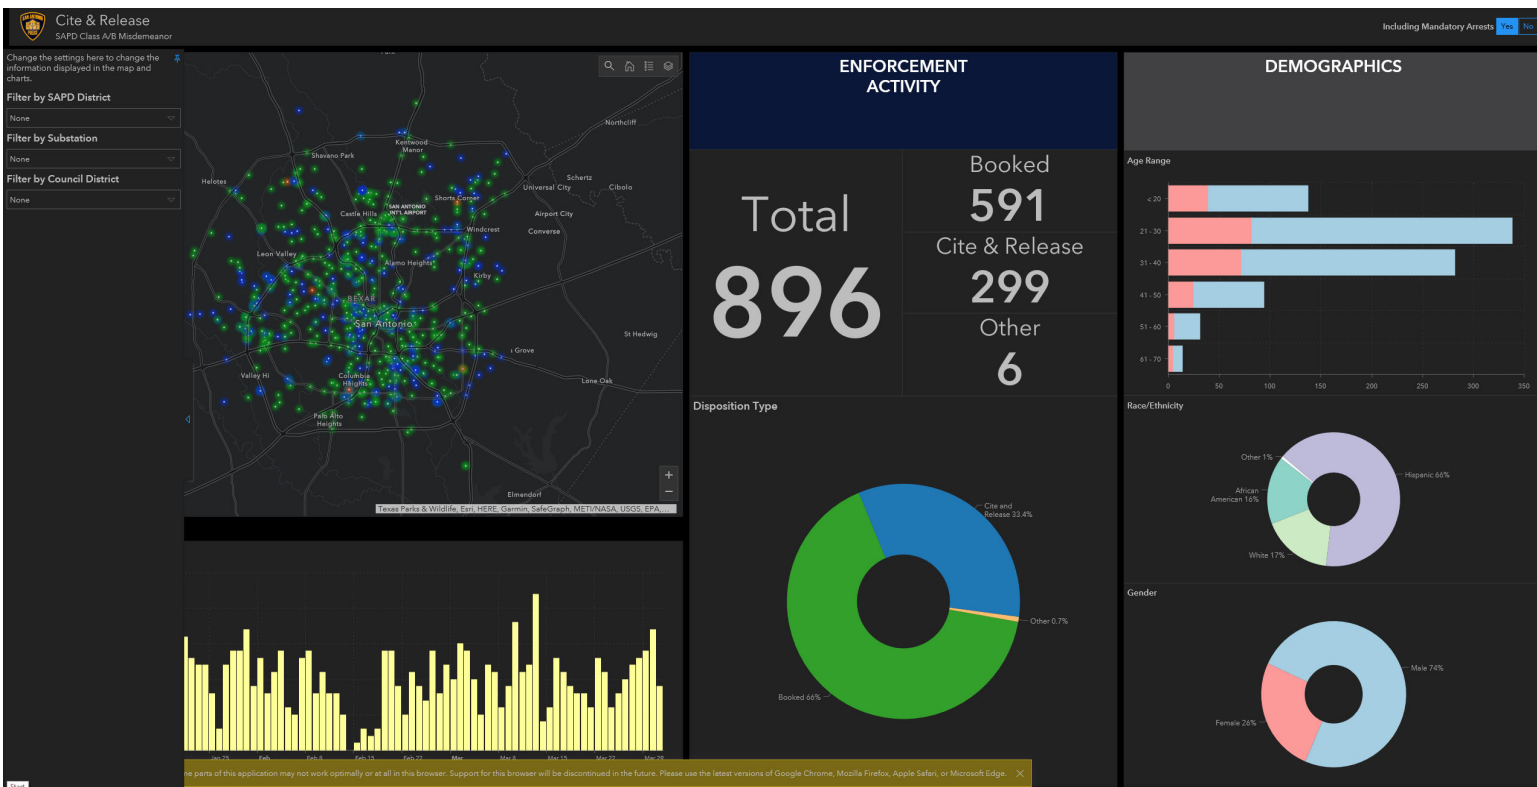 Cite & Release
SAPD Class A/B Misdemeanor
Including Mandatory Arrests Yes No
Change the settings here to change the
information displayed in the map and
charts.
Filter by SAPD District
None
Filter by Substation
None
Filter by Council District
None
Northcliff
Kentwood
Manor
Shavano Park
Helotes
Schertz
Universal City
Cibolo
Shorts Corner
SAN ANTONIO
INT'L AIRPORT
Castle Hills
Airport City
Windcrest
Converse
Leon Valley
Alamo Heights
Kirby
BEXAR
San Antonio
St Hedwig
Grove
Valley Hi
Columbia
Heights
Lone Oak
Palo Alto
Heights
Elmendorf
+
−
Texas Parks & Wildlife, Esri, HERE, Garmin, SafeGraph, METI/NASA, USGS, EPA,...
Jan 25 Feb Feb 8 Feb 15 Feb 22 Mar Mar 8 Mar 15 Mar 22 Mar 29
ENFORCEMENT
ACTIVITY
Total
896
Booked
591
Cite & Release
299
Other
6
Disposition Type
Cite and
Release 33.4%
Other 0.7%
Booked 66%
DEMOGRAPHICS
Age Range
< 20
21 - 30
31 - 40
41 - 50
51 - 60
61 - 70
0 50 100 150 200 250 300 350
Race/Ethnicity
Other 1%
Hispanic 66%
African
American 16%
White 17%
Gender
Male 74%
Female 26%
me parts of this application may not work optimally or at all in this browser. Support for this browser will be discontinued in the future. Please use the latest versions of Google Chrome, Mozilla Firefox, Apple Safari, or Microsoft Edge.
Start